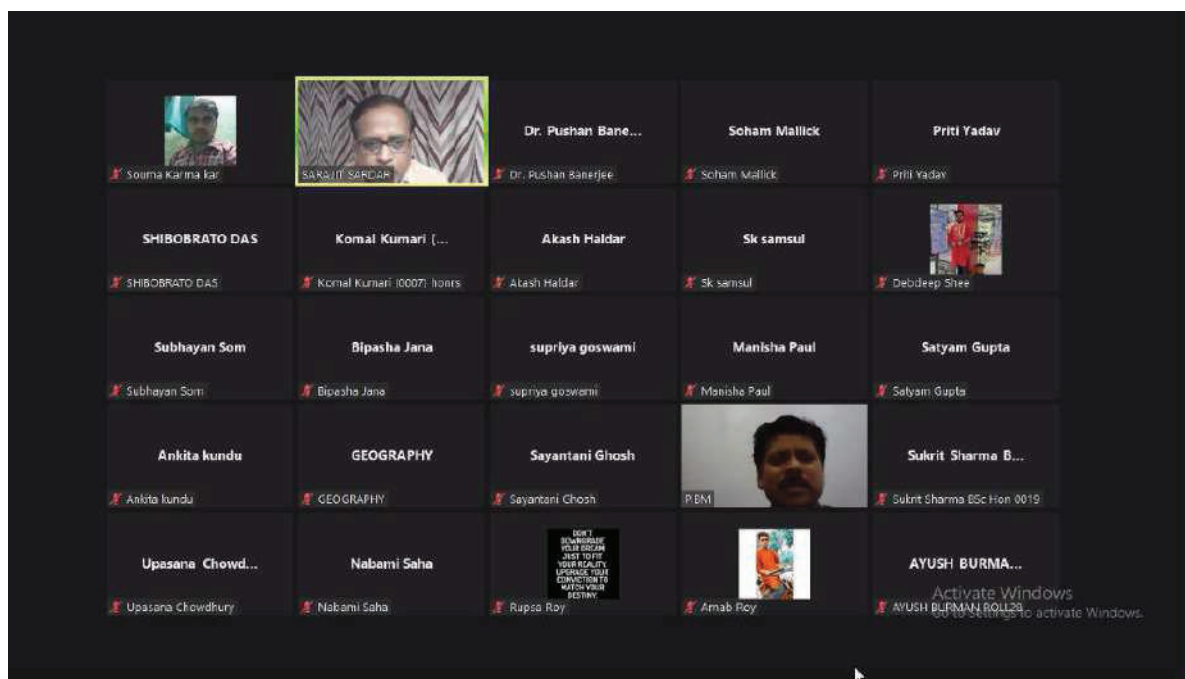 Dr. Pushan Bane...
Soham Mallick
Priti Yadav
Souma Karma kar
SARAJIT SARDAR
Dr. Pushan Banerjee
Soham Mallick
Priti Yadav
SHIBOBRATO DAS
Komal Kumari (...
Akash Haldar
Sk samsul
SHIBOBRATO DAS
Komal Kumari (0007) honrs
Akash Haldar
Sk samsul
Debdeep Shee
Subhayan Som
Bipasha Jana
supriya goswami
Manisha Paul
Satyam Gupta
Subhayan Som
Bipasha Jana
supriya goswami
Manisha Paul
Satyam Gupta
Ankita kundu
GEOGRAPHY
Sayantani Ghosh
Sukrit Sharma B...
Ankita kundu
GEOGRAPHY
Sayantani Ghosh
PBM
Sukrit Sharma BSc Hon 0019
Upasana Chowd...
Nabami Saha
DON'T
DOWNGRADE
YOUR DREAM
JUST TO FIT
YOUR REALITY,
UPGRADE YOUR
CONVICTION TO
MATCH YOUR
DESTINY.
AYUSH BURMA...
Upasana Chowdhury
Nabami Saha
Rupsa Roy
Arnab Roy
AYUSH BURMAN ROLL28
Activate Windows
Go to Settings to activate Windows.